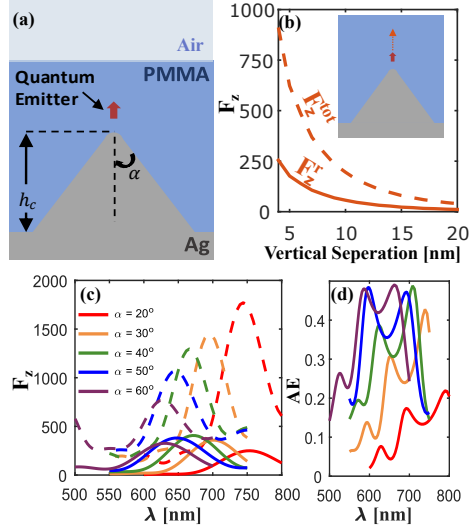 (a)
Air
PMMA
Quantum
Emitter
h_c
α
Ag
(b)
F_z
1000
750
500
250
0
F_z^tot
F_z^r
5
10
15
20
Vertical Seperation [nm]
(c)
F_z
2000
1500
1000
500
0
α = 20°
α = 30°
α = 40°
α = 50°
α = 60°
500
550
600
650
700
750
800
λ [nm]
(d)
AE
0.4
0.3
0.2
0.1
0
500
600
700
800
λ [nm]